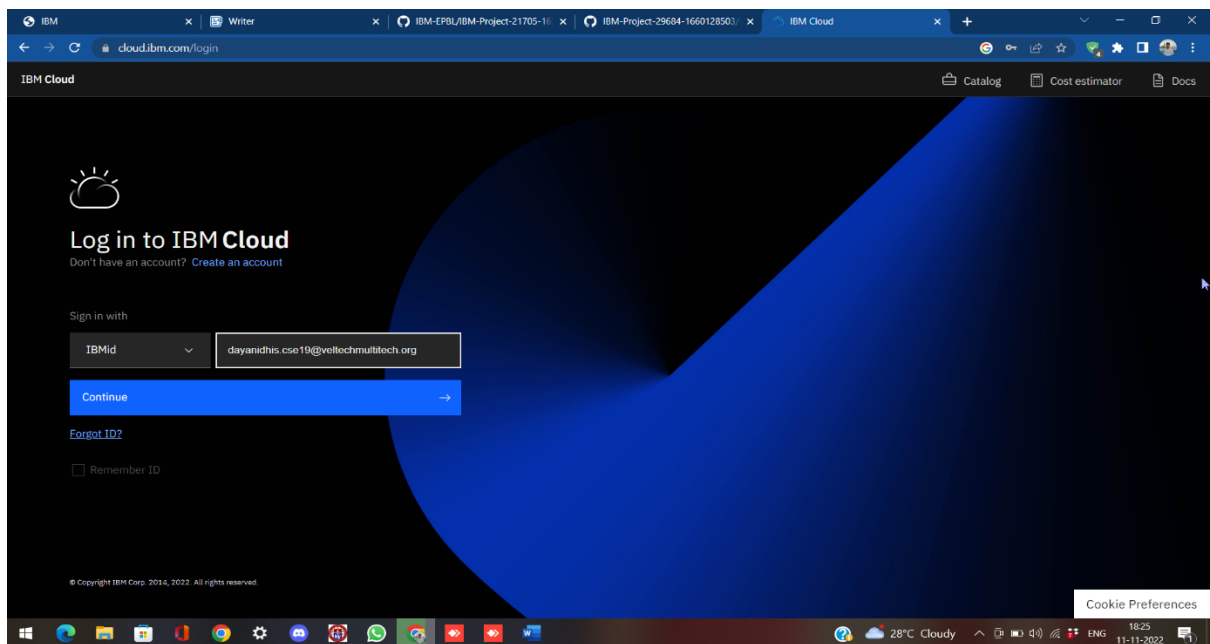 IBM
Writer
IBM-EPBL/IBM-Project-21705-16
IBM-Project-29684-1660128503/
IBM Cloud
cloud.ibm.com/login
IBM Cloud
Catalog
Cost estimator
Docs
Log in to IBM Cloud
Don't have an account? Create an account
Sign in with
IBMid
dayanidhis.cse19@veltechmultitech.org
Continue
Forgot ID?
Remember ID
© Copyright IBM Corp. 2014, 2022. All rights reserved.
Cookie Preferences
28°C Cloudy
ENG
18:25
11-11-2022